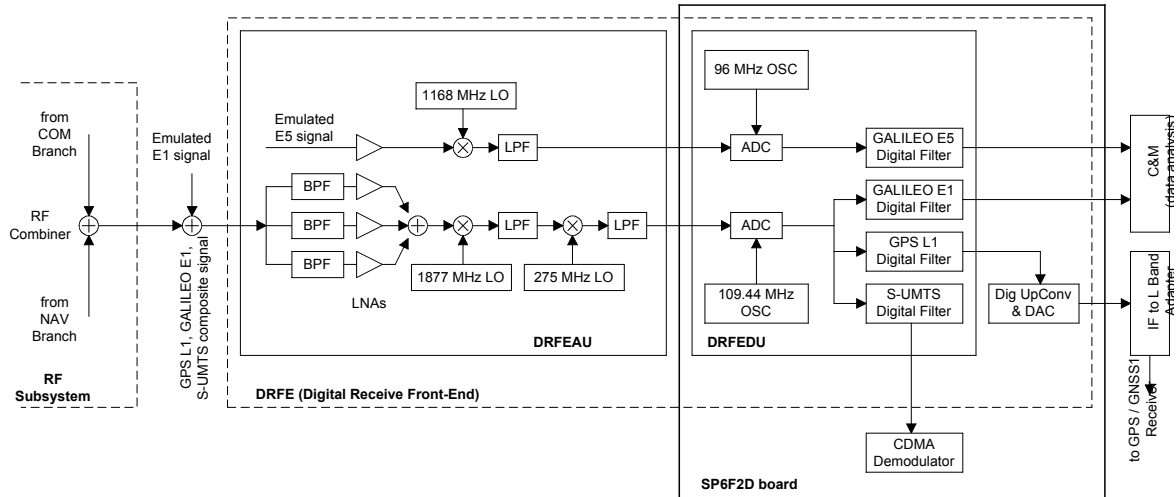 from
COM
Branch
RF
Combiner
from
NAV
Branch
RF
Subsystem
Emulated
E1 signal
GPS L1, GALILEO E1,
S-UMTS composite signal
1168 MHz LO
Emulated
E5 signal
LPF
BPF
BPF
BPF
LNAs
LPF
LPF
1877 MHz LO
275 MHz LO
DRFEAU
DRFE (Digital Receive Front-End)
96 MHz OSC
ADC
ADC
109.44 MHz
OSC
GALILEO E5
Digital Filter
GALILEO E1
Digital Filter
GPS L1
Digital Filter
S-UMTS
Digital Filter
DRFEDU
Dig UpConv
& DAC
CDMA
Demodulator
SP6F2D board
C&M
(data analysis)
IF to L Band
Adapter
to GPS / GNSS1
Receiver